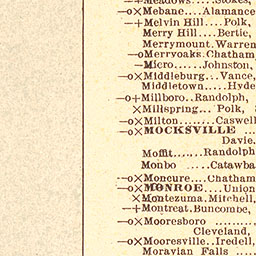 —+Meadows.....Stokes,
—o×Mebane....Alamance
—+Melvin Hill....Polk,
Merry Hill....Bertie,
Merrymount.Warren
—oMerryoaks.Chatham,
—Micro......Johnston,
—o×Middleburg...Vance,
Middletown.....Hyde
—o+Millboro..Randolph,
×Millspring...Polk,
—o×Milton........Caswell
—o×MOCKSVILLE ...
Davie.
Moffit.......Randolph
Monbo ......Catawba
—oMoncure....Chatham
—o×MONROE....Union
×Montezuma.Mitchell,
—+Montreat.Buncombe,
—o×Mooresboro ........
Cleveland,
—o×Mooresville..Iredell,
Moravian Falls .....